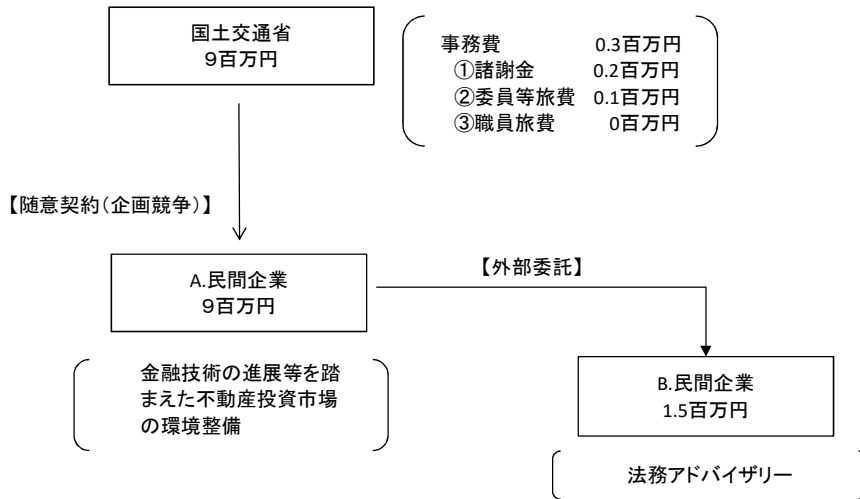 国土交通省
９百万円
事務費 0.3百万円
①諸謝金 0.2百万円
②委員等旅費 0.1百万円
③職員旅費 0百万円
【随意契約（企画競争）】
A.民間企業
９百万円
【外部委託】
金融技術の進展等を踏
まえた不動産投資市場
の環境整備
B.民間企業
1.5百万円
法務アドバイザリー